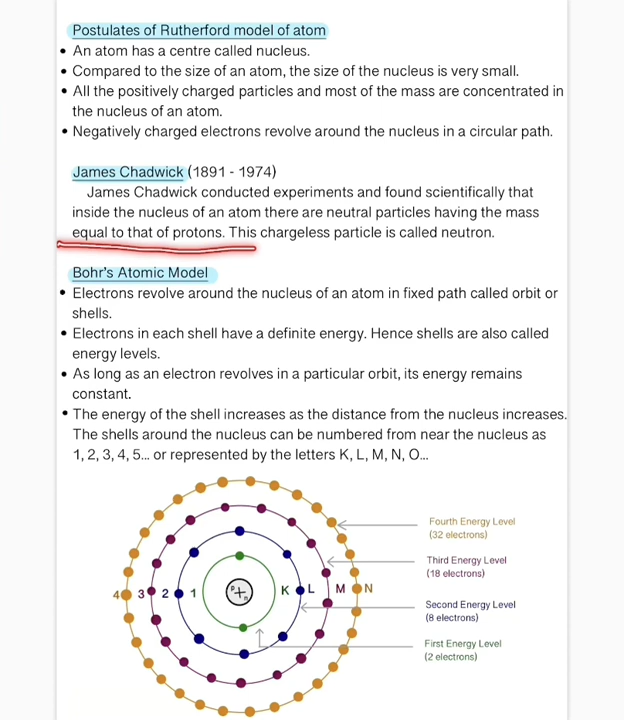 Postulates of Rutherford model of atom
• An atom has a centre called nucleus.
• Compared to the size of an atom, the size of the nucleus is very small.
• All the positively charged particles and most of the mass are concentrated in
the nucleus of an atom.
• Negatively charged electrons revolve around the nucleus in a circular path.
James Chadwick (1891 - 1974)
James Chadwick conducted experiments and found scientifically that
inside the nucleus of an atom there are neutral particles having the mass
equal to that of protons. This chargeless particle is called neutron.
Bohr's Atomic Model
• Electrons revolve around the nucleus of an atom in fixed path called orbit or
shells.
• Electrons in each shell have a definite energy. Hence shells are also called
energy levels.
• As long as an electron revolves in a particular orbit, its energy remains
constant.
• The energy of the shell increases as the distance from the nucleus increases.
The shells around the nucleus can be numbered from near the nucleus as
1, 2, 3, 4, 5... or represented by the letters K, L, M, N, O...
Fourth Energy Level
(32 electrons)
Third Energy Level
(18 electrons)
4 3 2 1 P + n K L M N
Second Energy Level
(8 electrons)
First Energy Level
(2 electrons)